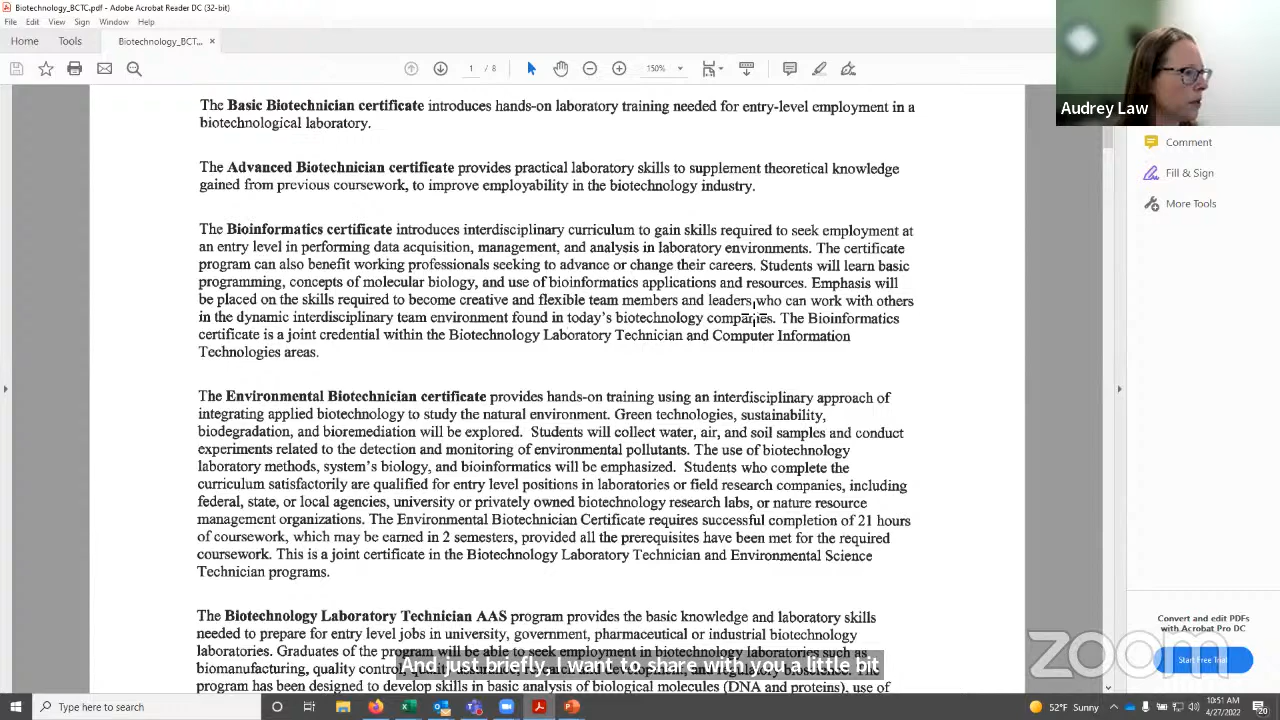 Biotechnology_BCTC.pdf - Adobe Acrobat Reader DC (32-bit)
File Edit View Sign Window Help
Home Tools Biotechnology_BCT... ×
1 / 8 150%
Audrey Law
The Basic Biotechnician certificate introduces hands-on laboratory training needed for entry-level employment in a
biotechnological laboratory.
The Advanced Biotechnician certificate provides practical laboratory skills to supplement theoretical knowledge
gained from previous coursework, to improve employability in the biotechnology industry.
The Bioinformatics certificate introduces interdisciplinary curriculum to gain skills required to seek employment at
an entry level in performing data acquisition, management, and analysis in laboratory environments. The certificate
program can also benefit working professionals seeking to advance or change their careers. Students will learn basic
programming, concepts of molecular biology, and use of bioinformatics applications and resources. Emphasis will
be placed on the skills required to become creative and flexible team members and leaders who can work with others
in the dynamic interdisciplinary team environment found in today's biotechnology companies. The Bioinformatics
certificate is a joint credential within the Biotechnology Laboratory Technician and Computer Information
Technologies areas.
The Environmental Biotechnician certificate provides hands-on training using an interdisciplinary approach of
integrating applied biotechnology to study the natural environment. Green technologies, sustainability,
biodegradation, and bioremediation will be explored. Students will collect water, air, and soil samples and conduct
experiments related to the detection and monitoring of environmental pollutants. The use of biotechnology
laboratory methods, system's biology, and bioinformatics will be emphasized. Students who complete the
curriculum satisfactorily are qualified for entry level positions in laboratories or field research companies, including
federal, state, or local agencies, university or privately owned biotechnology research labs, or nature resource
management organizations. The Environmental Biotechnician Certificate requires successful completion of 21 hours
of coursework, which may be earned in 2 semesters, provided all the prerequisites have been met for the required
coursework. This is a joint certificate in the Biotechnology Laboratory Technician and Environmental Science
Technician programs.
The Biotechnology Laboratory Technician AAS program provides the basic knowledge and laboratory skills
needed to prepare for entry level jobs in university, government, pharmaceutical or industrial biotechnology
laboratories. Graduates of the program will be able to seek employment in biotechnology laboratories such as
biomanufacturing, quality control, quality assurance, research and development, and regulatory bioscience. The
program has been designed to develop skills in basic analysis of biological molecules (DNA and proteins), use of
And just briefly, I want to share with you a little bit
Comment
Fill & Sign
More Tools
Convert and edit PDFs
with Acrobat Pro DC
Start Free Trial
zoom
Type here to search
52°F Sunny
10:51 AM
4/27/2022
20